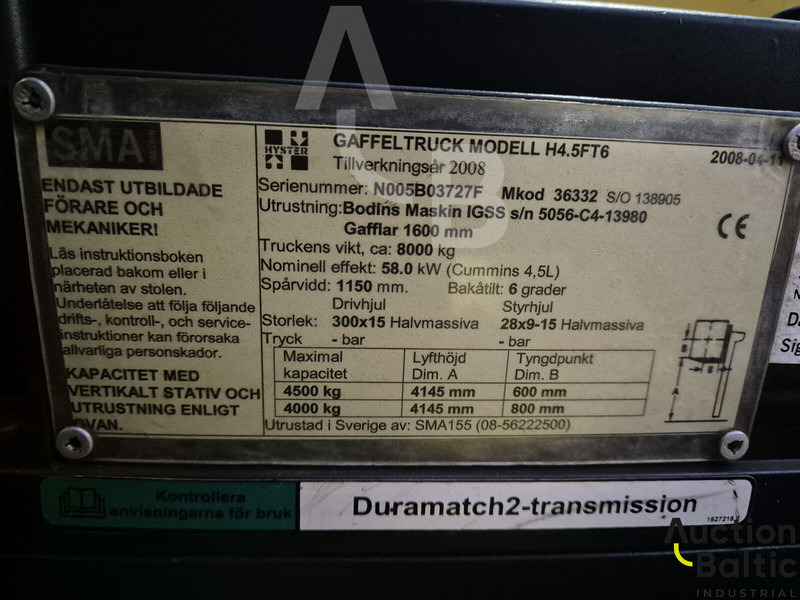 SMA
ENDAST UTBILDADE
FÖRARE OCH
MEKANIKER!
Läs instruktionsboken
placerad bakom eller i
närheten av stolen.
Underlåtelse att följa följande
drifts-, kontroll-, och service-
instruktioner kan förorsaka
allvarliga personskador.
KAPACITET MED
VERTIKALT STATIV OCH
UTRUSTNING ENLIGT
OVAN.
HYSTER
GAFFELTRUCK MODELL H4.5FT6
2008-04-11
Tillverkningsår 2008
Serienummer: N005B03727F Mkod 36332 S/O 138905
Utrustning: Bodins Maskin IGSS s/n 5056-C4-13980
Gafflar 1600 mm
CE
Truckens vikt, ca: 8000 kg
Nominell effekt: 58.0 kW (Cummins 4,5L)
Spårvidd: 1150 mm. Bakåtilt: 6 grader
Drivhjul Styrhjul
Storlek: 300x15 Halvmassiva 28x9-15 Halvmassiva
Tryck - bar - bar
Maximal kapacitet Lyfthöjd Dim. A Tyngdpunkt Dim. B
4500 kg 4145 mm 600 mm
4000 kg 4145 mm 800 mm
Utrustad i Sverige av: SMA155 (08-56222500)
B
B
A
Sig
Kontrollera
anvisningarna för bruk
Duramatch2-transmission
Auction
Baltic
INDUSTRIAL